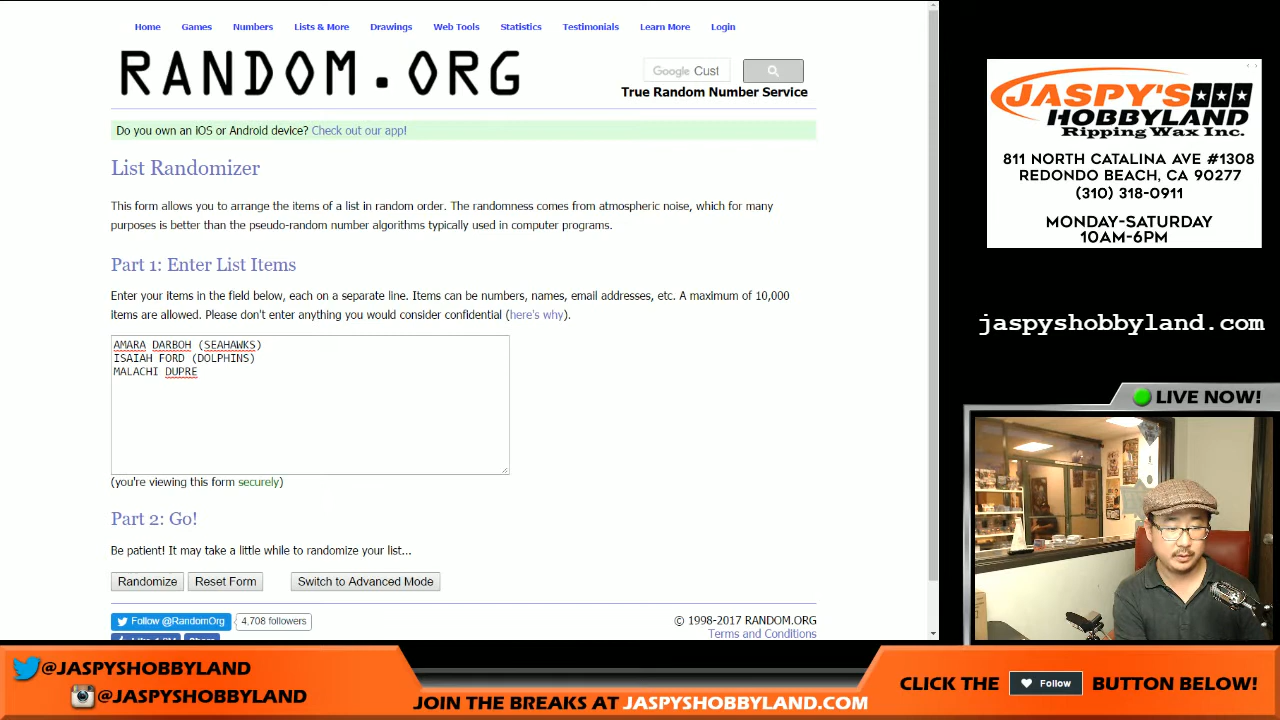 Home Games Numbers Lists & More Drawings Web Tools Statistics Testimonials Learn More Login
RANDOM.ORG
Google Cust
True Random Number Service
Do you own an iOS or Android device? Check out our app!
List Randomizer
This form allows you to arrange the items of a list in random order. The randomness comes from atmospheric noise, which for many
purposes is better than the pseudo-random number algorithms typically used in computer programs.
Part 1: Enter List Items
Enter your items in the field below, each on a separate line. Items can be numbers, names, email addresses, etc. A maximum of 10,000
items are allowed. Please don't enter anything you would consider confidential (here's why).
AMARA DARBOH (SEAHAWKS)
ISAIAH FORD (DOLPHINS)
MALACHI DUPRE
(you're viewing this form securely)
Part 2: Go!
Be patient! It may take a little while to randomize your list...
Randomize Reset Form Switch to Advanced Mode
Follow @RandomOrg 4,708 followers
© 1998-2017 RANDOM.ORG
Terms and Conditions
JASPY'S
HOBBYLAND
Ripping Wax Inc.
811 NORTH CATALINA AVE #1308
REDONDO BEACH, CA 90277
(310) 318-0911
MONDAY-SATURDAY
10AM-6PM
jaspyshobbyland.com
LIVE NOW!
@JASPYSHOBBYLAND
@JASPYSHOBBYLAND
JOIN THE BREAKS AT JASPYSHOBBYLAND.COM
CLICK THE Follow BUTTON BELOW!